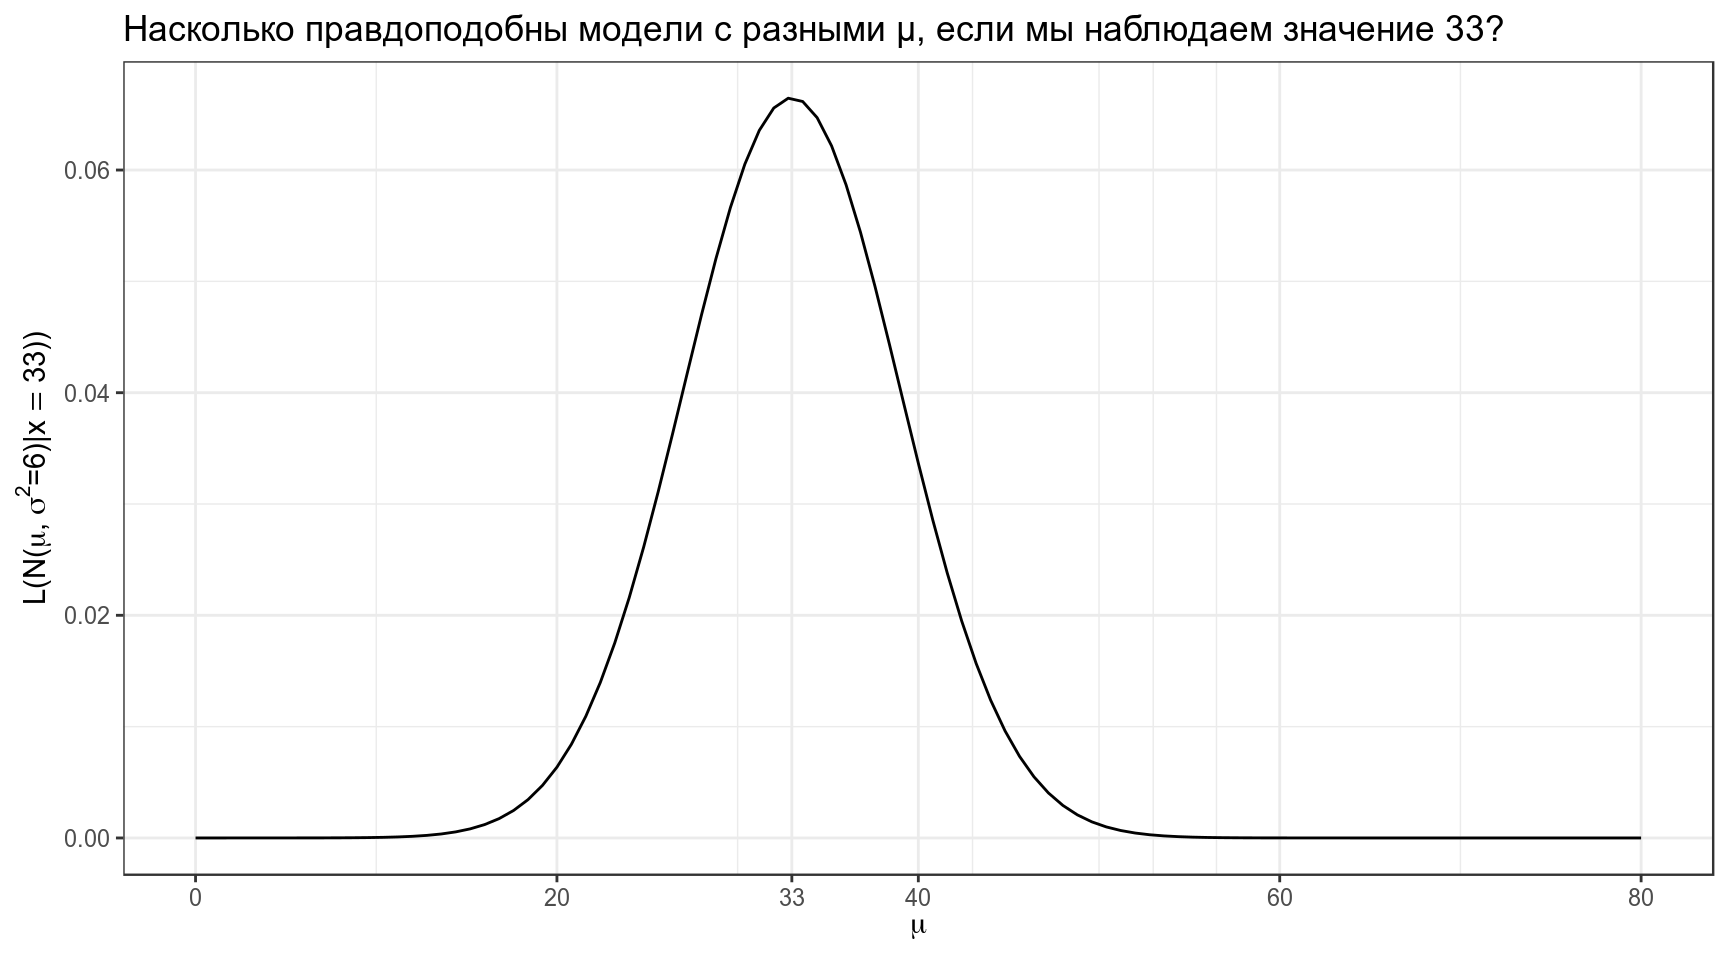 Насколько правдоподобны модели с разными μ, если мы наблюдаем значение 33?
L(N(μ, σ²=6)|x = 33))
0.06
0.04
0.02
0.00
0 20 33 40 60 80
μ